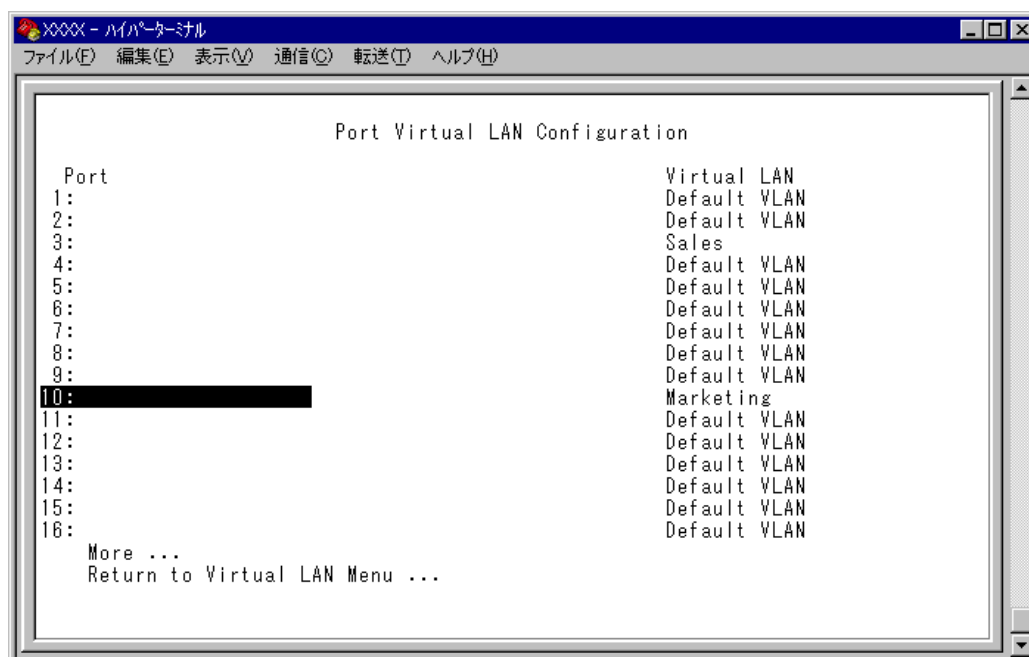 XXXX - ﾊｲﾊﾟｰﾀｰﾐﾅﾙ
ファイル(F) 編集(E) 表示(V) 通信(C) 転送(T) ヘルプ(H)
Port Virtual LAN Configuration
Port Virtual LAN
1: Default VLAN
2: Default VLAN
3: Sales
4: Default VLAN
5: Default VLAN
6: Default VLAN
7: Default VLAN
8: Default VLAN
9: Default VLAN
10: Marketing
11: Default VLAN
12: Default VLAN
13: Default VLAN
14: Default VLAN
15: Default VLAN
16: Default VLAN
More ...
Return to Virtual LAN Menu ...